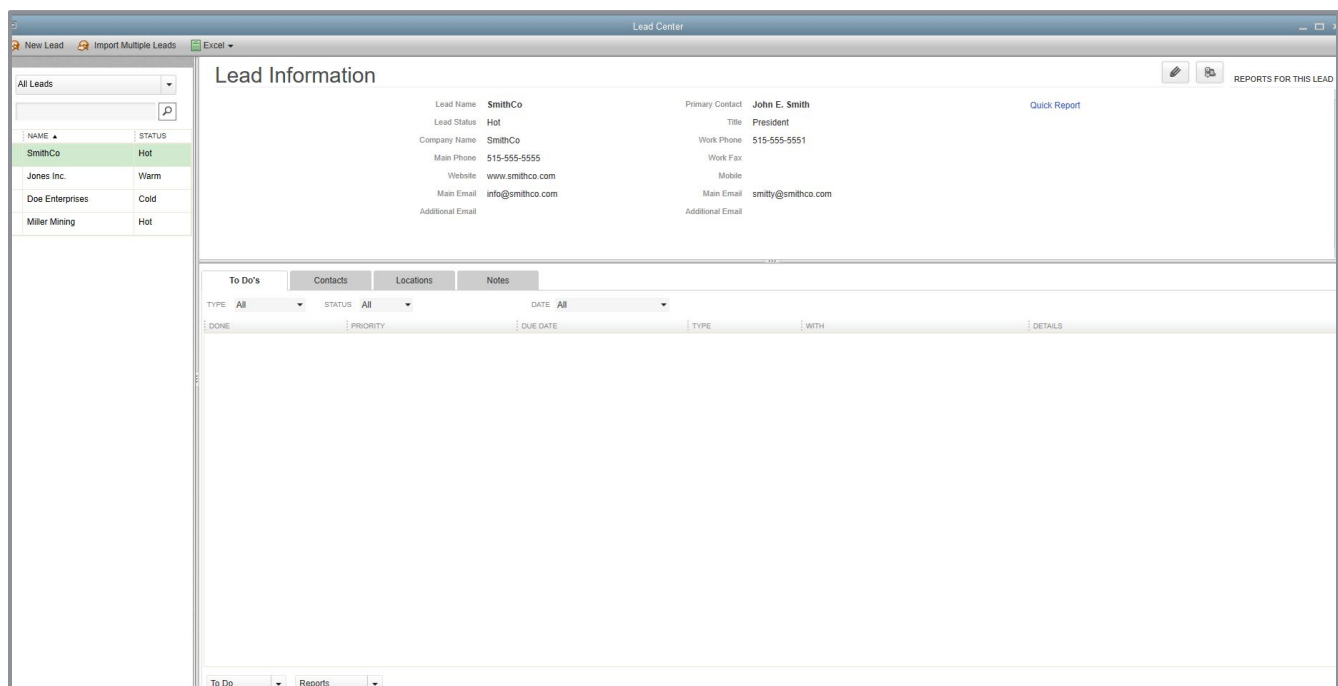 Lead Center
New Lead Import Multiple Leads Excel
All Leads
NAME STATUS
SmithCo Hot
Jones Inc. Warm
Doe Enterprises Cold
Miller Mining Hot
Lead Information
REPORTS FOR THIS LEAD
Lead Name SmithCo Primary Contact John E. Smith Quick Report
Lead Status Hot Title President
Company Name SmithCo Work Phone 515-555-5551
Main Phone 515-555-5555 Work Fax
Website www.smithco.com Mobile
Main Email info@smithco.com Main Email smitty@smithco.com
Additional Email Additional Email
To Do's Contacts Locations Notes
TYPE All STATUS All DATE All
DONE PRIORITY DUE DATE TYPE WITH DETAILS
To Do Reports